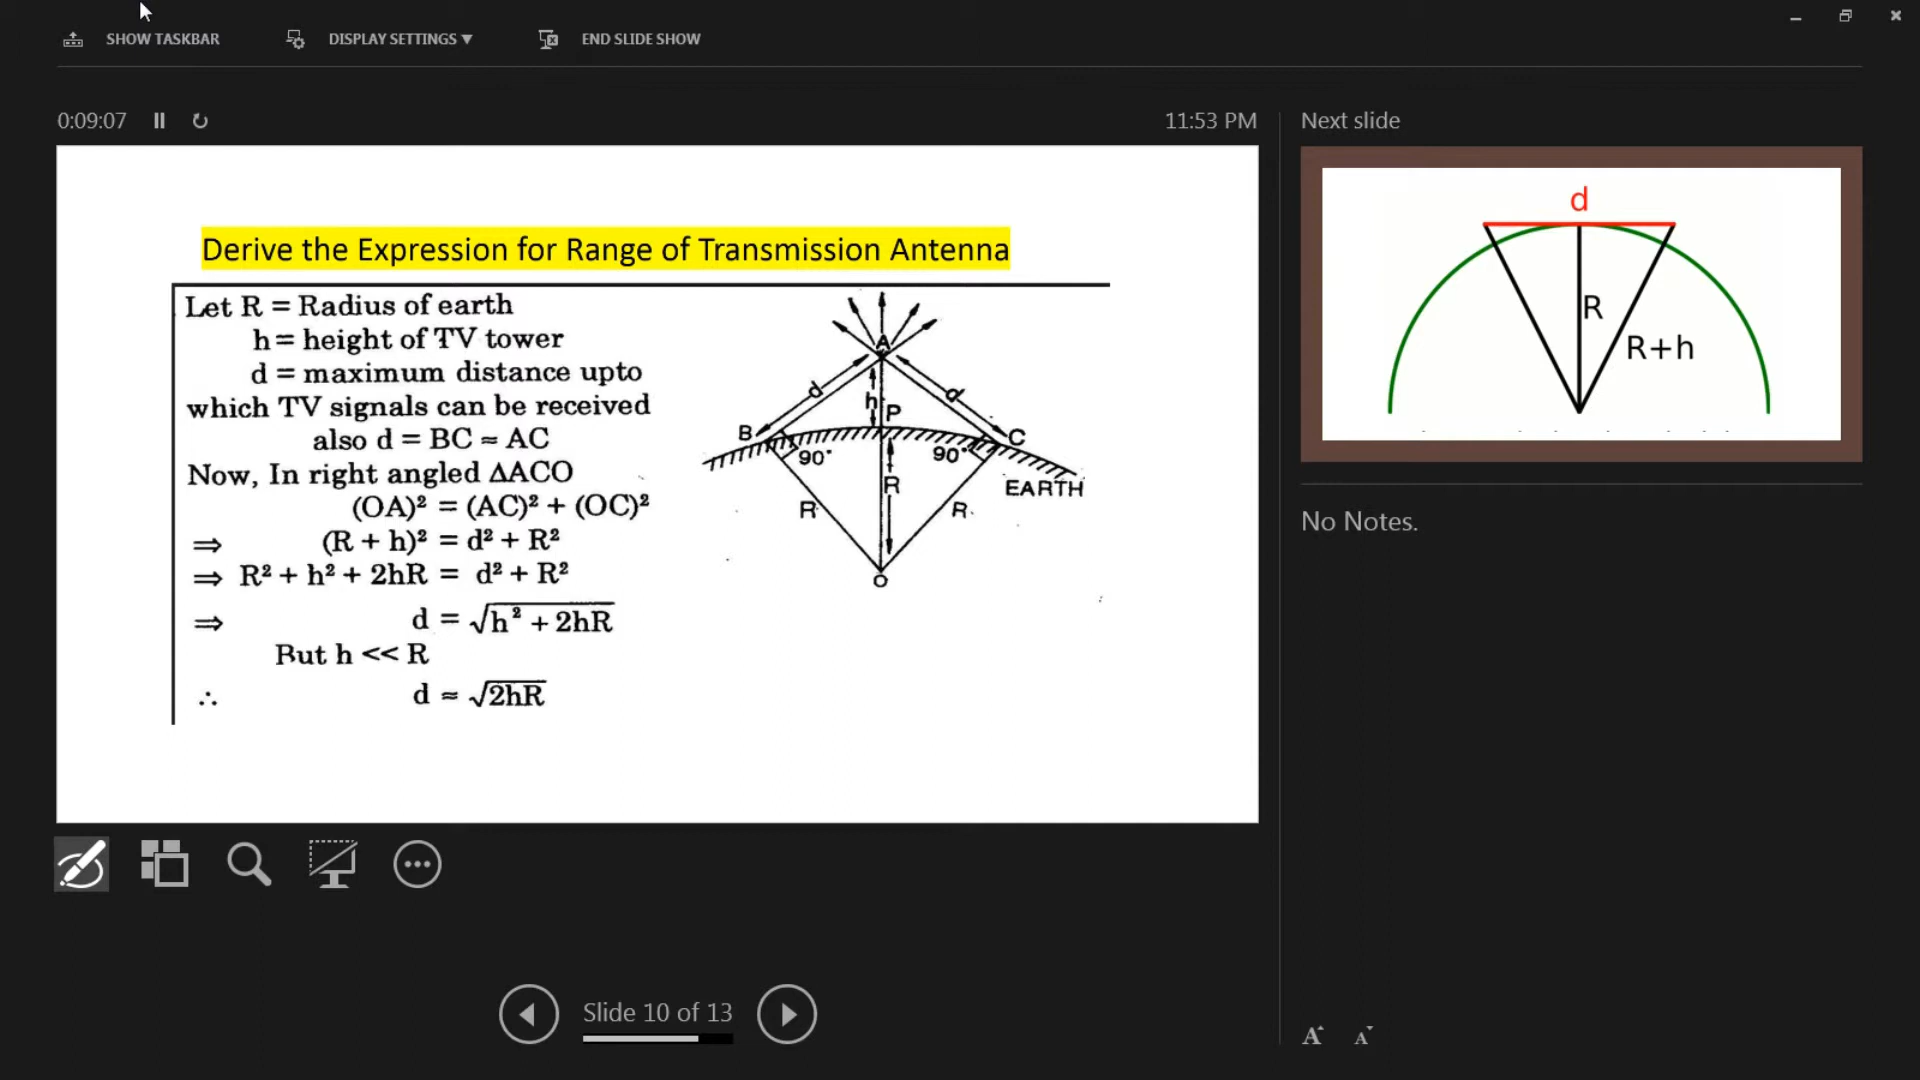 SHOW TASKBAR
DISPLAY SETTINGS ▼
END SLIDE SHOW
0:09:07
11:53 PM
Next slide
Derive the Expression for Range of Transmission Antenna
Let R = Radius of earth
h = height of TV tower
d = maximum distance upto
which TV signals can be received
also d = BC ≈ AC
Now, In right angled ΔACO
(OA)² = (AC)² + (OC)²
⇒ (R + h)² = d² + R²
⇒ R² + h² + 2hR = d² + R²
⇒ d = √(h² + 2hR)
But h << R
∴ d ≈ √(2hR)
A
d
d
h
P
B
C
90°
90°
R
EARTH
R
R
O
d
R
R+h
No Notes.
Slide 10 of 13
A
A